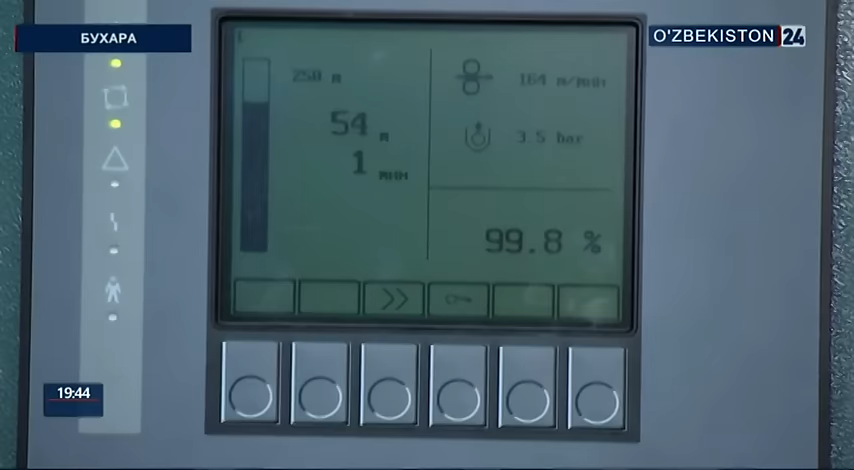 БУХАРА
O'ZBEKISTON 24
250 м
54 м
1 мин
164 м/мин
3.5 bar
99.8 %
>>
19:44